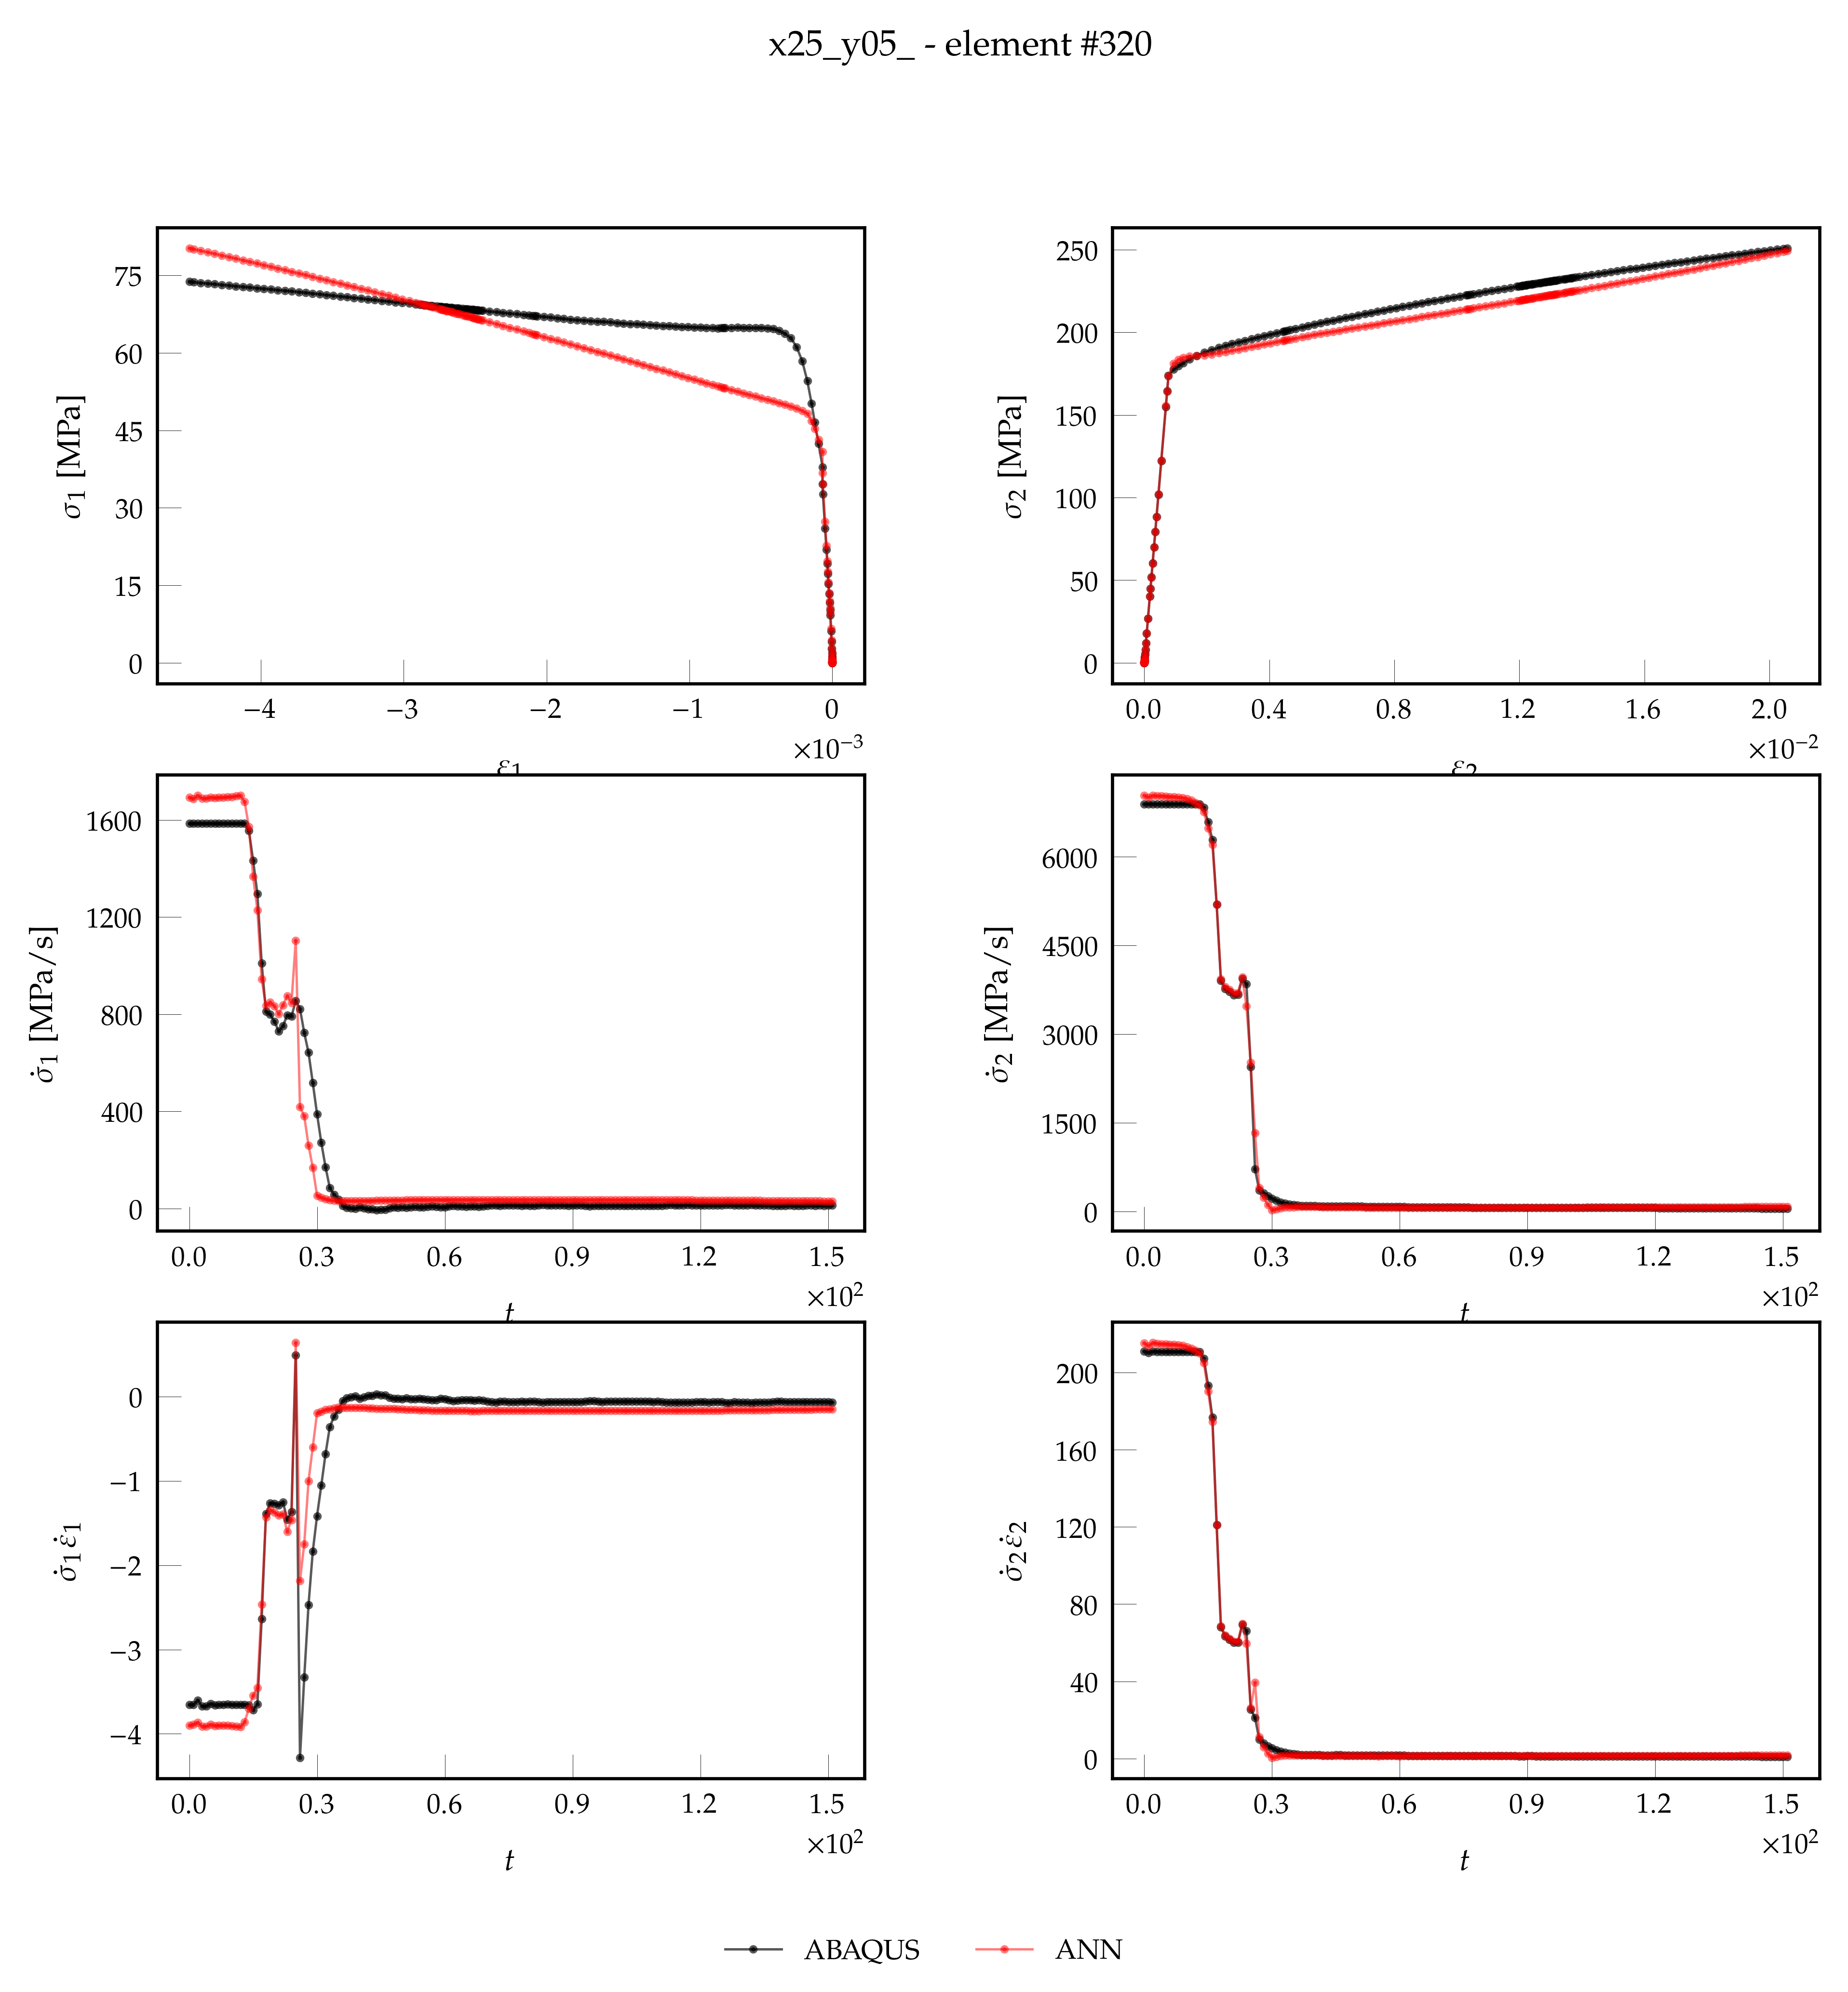 x25_y05_ - element #320
σ₁ [MPa]
75
60
45
30
15
0
−4 −3 −2 −1 0
×10⁻³
ε₁
σ₂ [MPa]
250
200
150
100
50
0
0.0 0.4 0.8 1.2 1.6 2.0
×10⁻²
ε₂
σ̇₁ [MPa/s]
1600
1200
800
400
0
0.0 0.3 0.6 0.9 1.2 1.5
×10²
t
σ̇₂ [MPa/s]
6000
4500
3000
1500
0
0.0 0.3 0.6 0.9 1.2 1.5
×10²
t
σ̇₁ε̇₁
0
−1
−2
−3
−4
0.0 0.3 0.6 0.9 1.2 1.5
×10²
t
σ̇₂ε̇₂
200
160
120
80
40
0
0.0 0.3 0.6 0.9 1.2 1.5
×10²
t
ABAQUS ANN